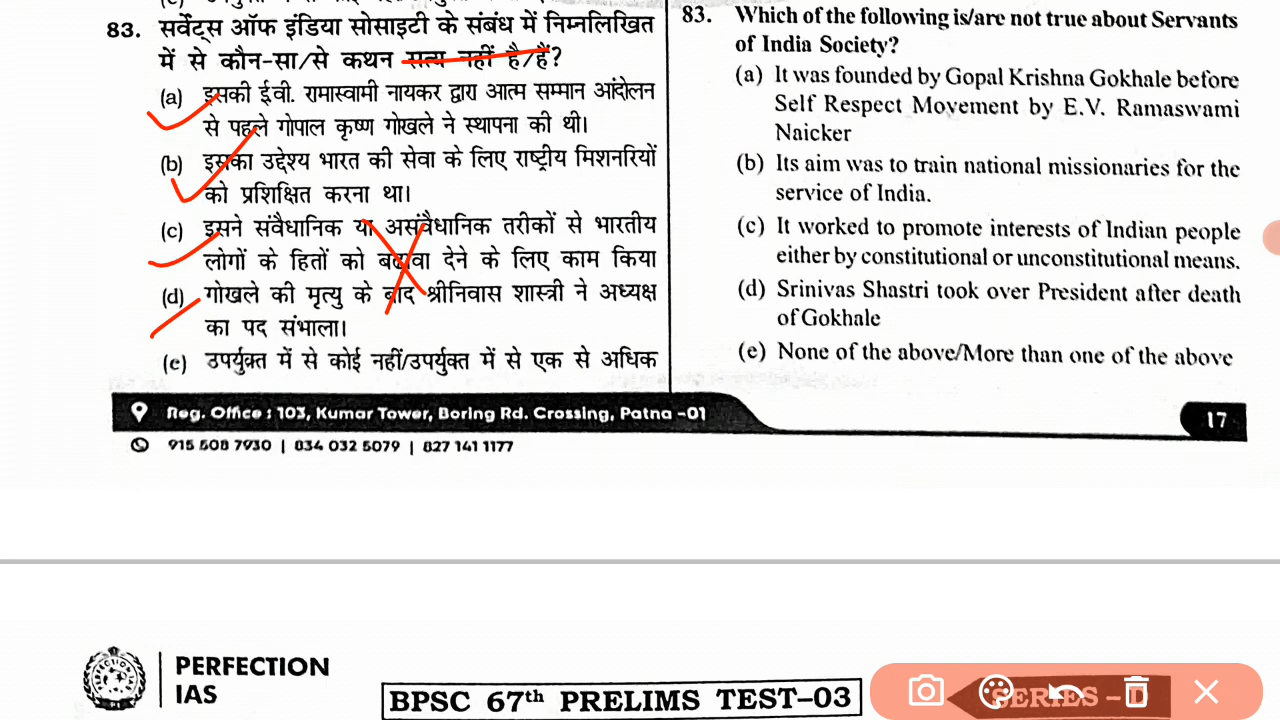 83. सर्वेंट्स ऑफ इंडिया सोसाइटी के संबंध में निम्नलिखित
में से कौन-सा/से कथन सत्य नहीं है/हैं?
(a) इसकी ई.वी. रामास्वामी नायकर द्वारा आत्म सम्मान आंदोलन
से पहले गोपाल कृष्ण गोखले ने स्थापना की थी।
(b) इसका उद्देश्य भारत की सेवा के लिए राष्ट्रीय मिशनरियों
को प्रशिक्षित करना था।
(c) इसने संवैधानिक या असंवैधानिक तरीकों से भारतीय
लोगों के हितों को बढ़ावा देने के लिए काम किया
(d) गोखले की मृत्यु के बाद श्रीनिवास शास्त्री ने अध्यक्ष
का पद संभाला।
(e) उपर्युक्त में से कोई नहीं/उपर्युक्त में से एक से अधिक
83. Which of the following is/are not true about Servants
of India Society?
(a) It was founded by Gopal Krishna Gokhale before
Self Respect Movement by E.V. Ramaswami
Naicker
(b) Its aim was to train national missionaries for the
service of India.
(c) It worked to promote interests of Indian people
either by constitutional or unconstitutional means.
(d) Srinivas Shastri took over President after death
of Gokhale
(e) None of the above/More than one of the above
Reg. Office : 103, Kumar Tower, Boring Rd. Crossing, Patna -01
17
915 508 7930 | 834 032 5079 | 827 141 1177
PERFECTION
IAS
BPSC 67th PRELIMS TEST-03
SERIES -